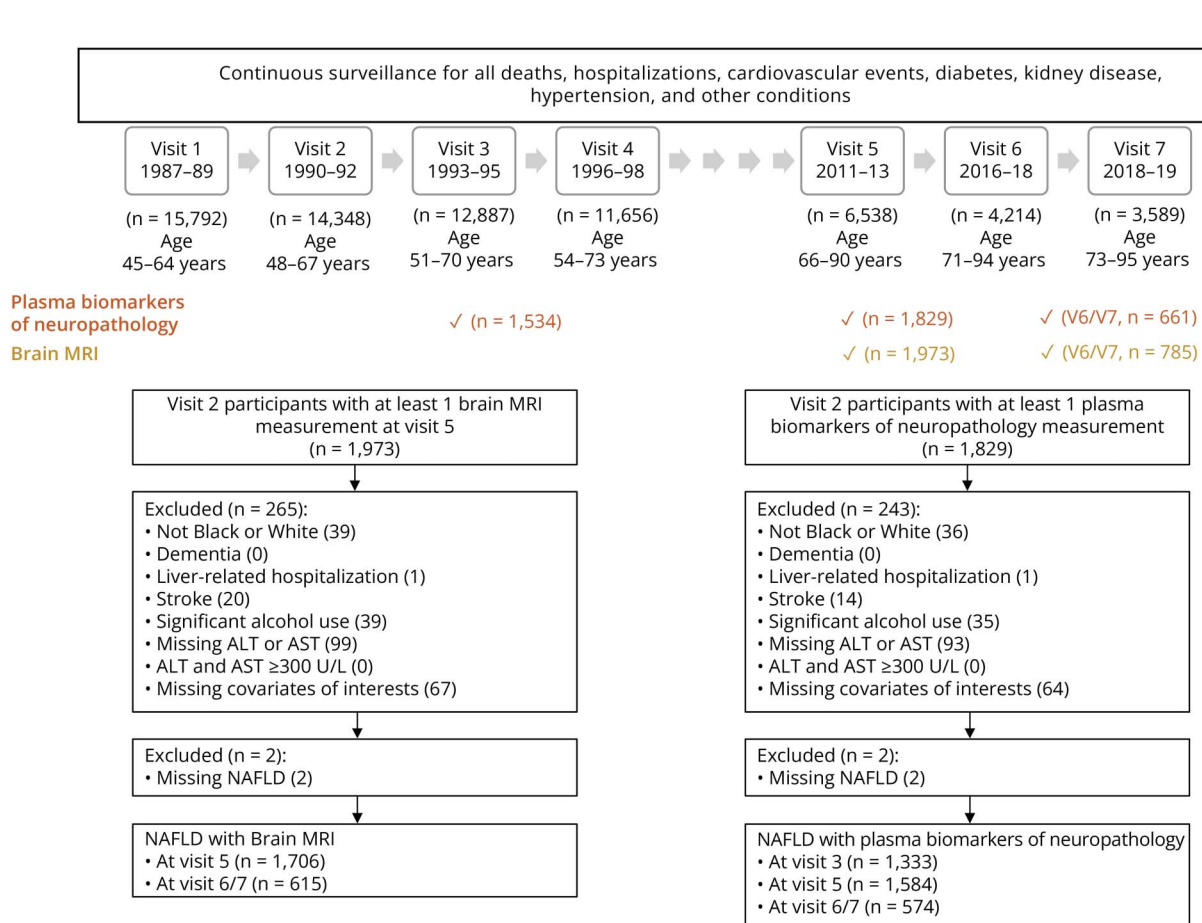 Continuous surveillance for all deaths, hospitalizations, cardiovascular events, diabetes, kidney disease,
hypertension, and other conditions
Visit 1
1987–89
Visit 2
1990–92
Visit 3
1993–95
Visit 4
1996–98
Visit 5
2011–13
Visit 6
2016–18
Visit 7
2018–19
(n = 15,792)
Age
45–64 years
(n = 14,348)
Age
48–67 years
(n = 12,887)
Age
51–70 years
(n = 11,656)
Age
54–73 years
(n = 6,538)
Age
66–90 years
(n = 4,214)
Age
71–94 years
(n = 3,589)
Age
73–95 years
Plasma biomarkers
of neuropathology
✓ (n = 1,534)
✓ (n = 1,829)
✓ (V6/V7, n = 661)
Brain MRI
✓ (n = 1,973)
✓ (V6/V7, n = 785)
Visit 2 participants with at least 1 brain MRI
measurement at visit 5
(n = 1,973)
Excluded (n = 265):
• Not Black or White (39)
• Dementia (0)
• Liver-related hospitalization (1)
• Stroke (20)
• Significant alcohol use (39)
• Missing ALT or AST (99)
• ALT and AST ≥300 U/L (0)
• Missing covariates of interests (67)
Excluded (n = 2):
• Missing NAFLD (2)
NAFLD with Brain MRI
• At visit 5 (n = 1,706)
• At visit 6/7 (n = 615)
Visit 2 participants with at least 1 plasma
biomarkers of neuropathology measurement
(n = 1,829)
Excluded (n = 243):
• Not Black or White (36)
• Dementia (0)
• Liver-related hospitalization (1)
• Stroke (14)
• Significant alcohol use (35)
• Missing ALT or AST (93)
• ALT and AST ≥300 U/L (0)
• Missing covariates of interests (64)
Excluded (n = 2):
• Missing NAFLD (2)
NAFLD with plasma biomarkers of neuropathology
• At visit 3 (n = 1,333)
• At visit 5 (n = 1,584)
• At visit 6/7 (n = 574)